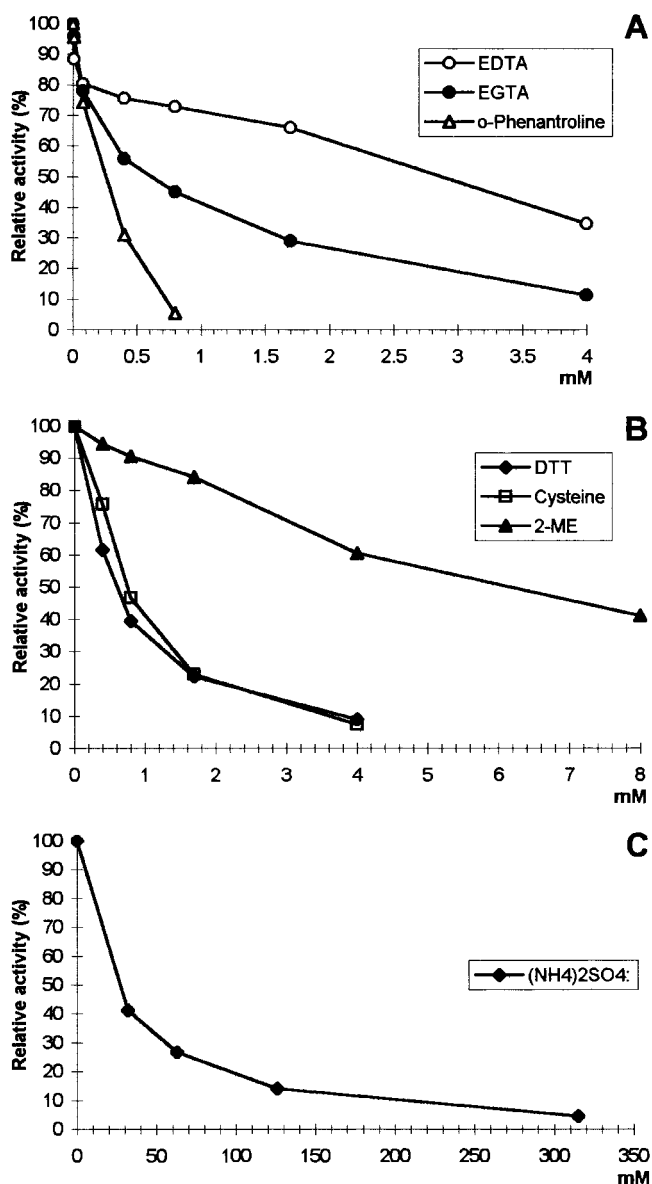 A
Relative activity (%)
100
90
80
70
60
50
40
30
20
10
0
EDTA
EGTA
o-Phenantroline
0 0.5 1 1.5 2 2.5 3 3.5 4
mM
B
Relative activity (%)
100
90
80
70
60
50
40
30
20
10
0
DTT
Cysteine
2-ME
0 1 2 3 4 5 6 7 8
mM
C
Relative activity (%)
100
90
80
70
60
50
40
30
20
10
0
(NH4)2SO4:
0 50 100 150 200 250 300 350
mM